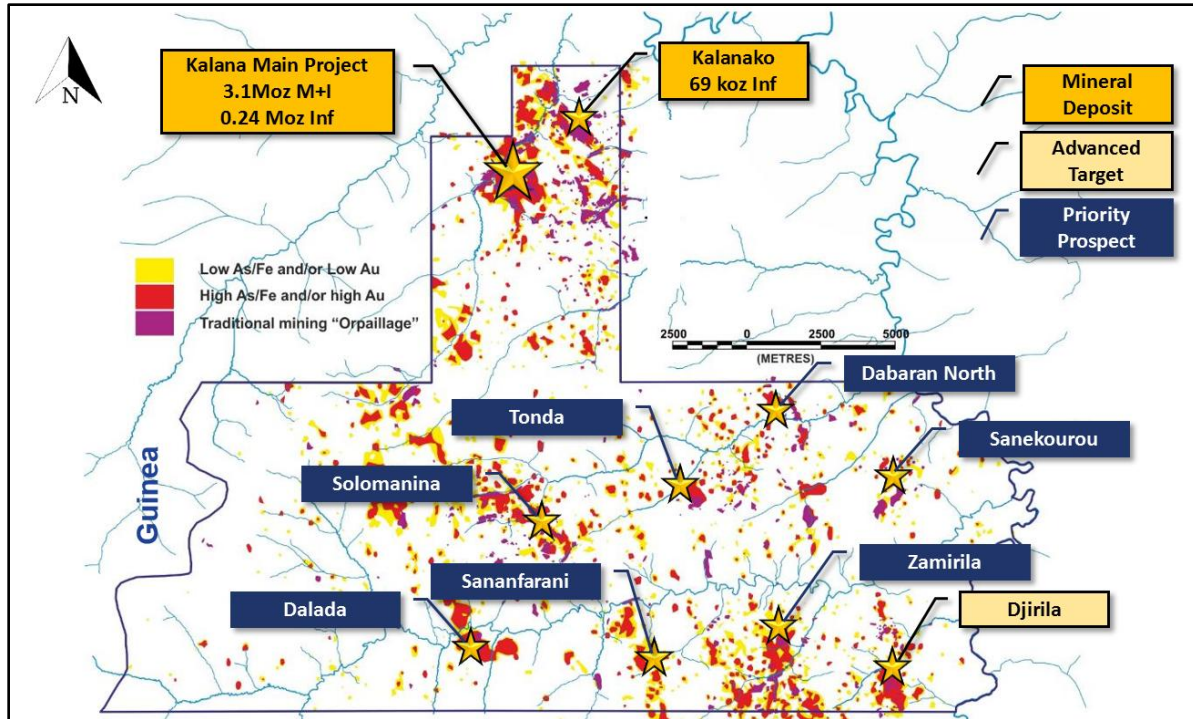 N
Kalana Main Project
3.1Moz M+I
0.24 Moz Inf
Kalanako
69 koz Inf
Mineral
Deposit
Advanced
Target
Priority
Prospect
Low As/Fe and/or Low Au
High As/Fe and/or high Au
Traditional mining “Orpaillage”
2500 0 2500 5000
(METRES)
Dabaran North
Tonda
Sanekourou
Solomanina
Guinea
Zamirila
Sananfarani
Dalada
Djirila